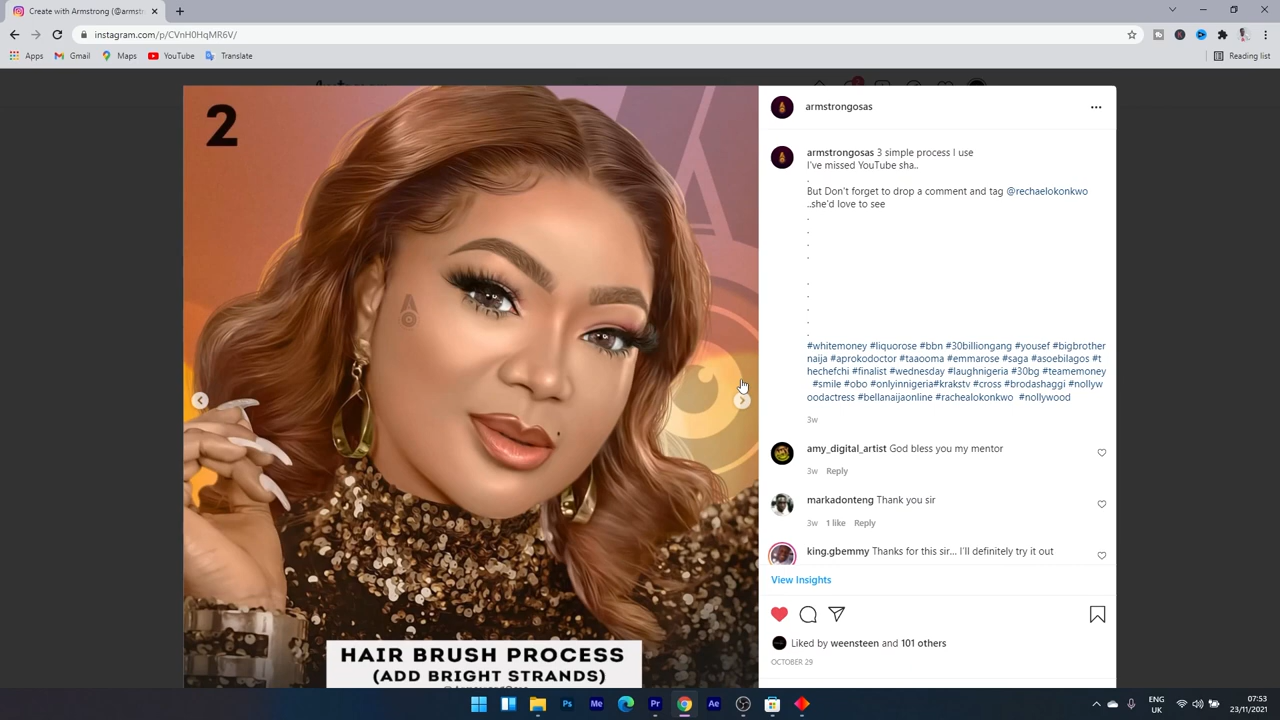 Create with Armstrong (@armstr
instagram.com/p/CVnH0HqMR6V/
Apps
Gmail
Maps
YouTube
Translate
Reading list
2
HAIR BRUSH PROCESS
(ADD BRIGHT STRANDS)
armstrongosas
armstrongosas 3 simple process I use
I've missed YouTube sha..
.
But Don't forget to drop a comment and tag @rechaelokonkwo
..she'd love to see
.
.
.
.
.
.
.
.
.
#whitemoney #liquorose #bbn #30billiongang #yousef #bigbrother
naija #aprokodoctor #taaooma #emmarose #saga #asoebilagos #t
hechefchi #finalist #wednesday #laughnigeria #30bg #teamemoney
#smile #obo #onlyinnigeria#krakstv #cross #brodashaggi #nollyw
oodactress #bellanaijaonline #rachealokonkwo #nollywood
3w
amy_digital_artist God bless you my mentor
3w Reply
markadonteng Thank you sir
3w 1 like Reply
king.gbemmy Thanks for this sir... I'll definitely try it out
View Insights
Liked by weensteen and 101 others
OCTOBER 29
Ps
Me
Pr
Ae
ENG
UK
07:53
23/11/2021